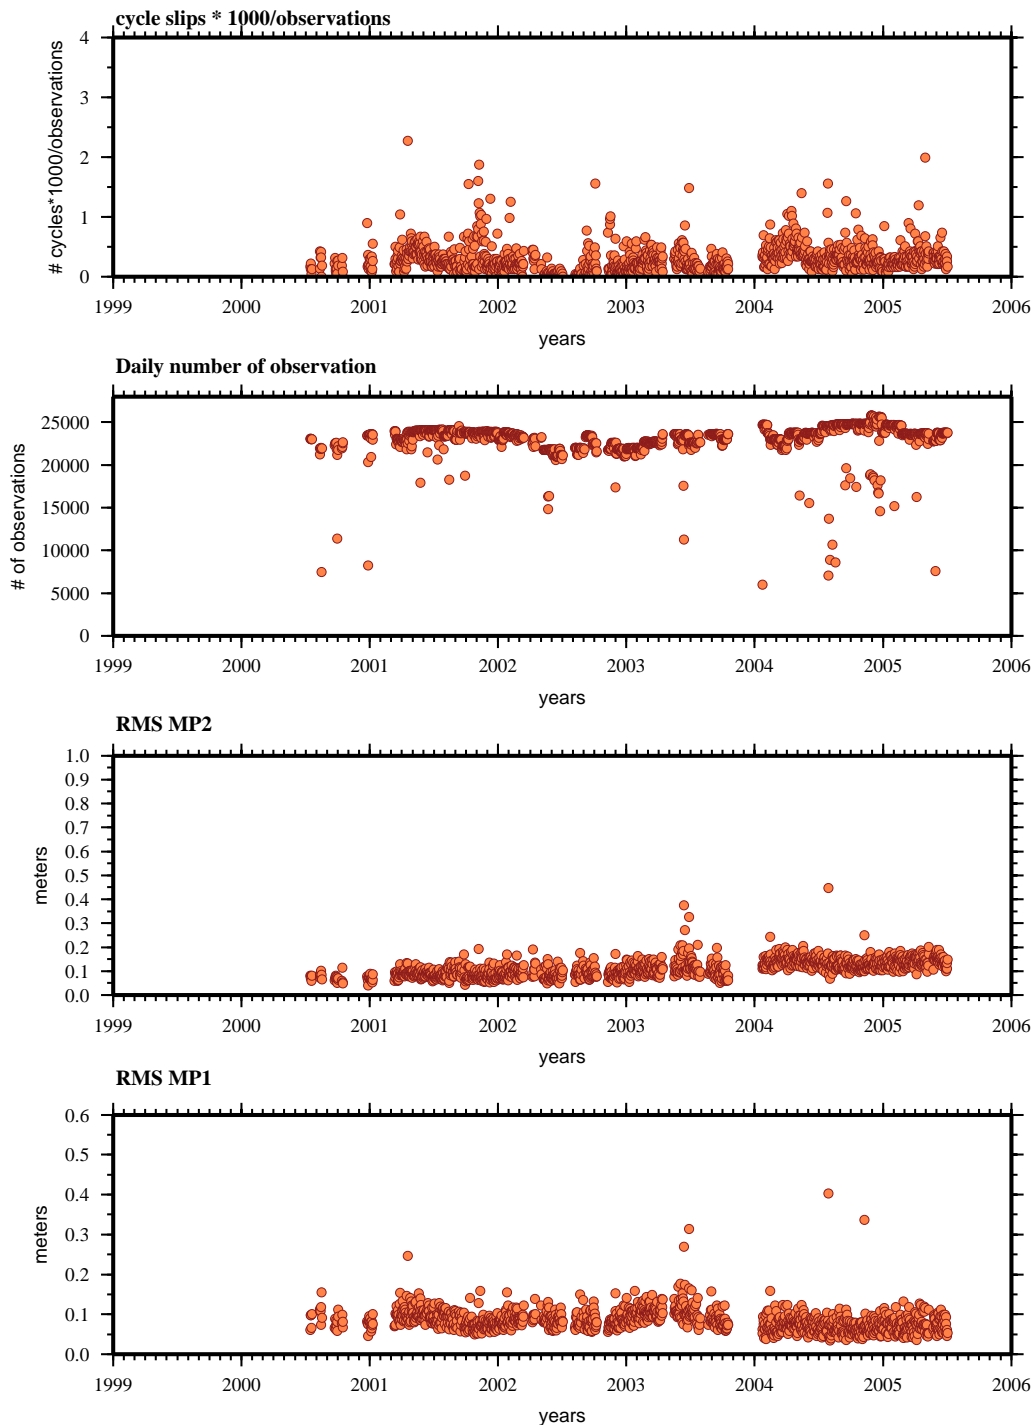 cycle slips * 1000/observations
4
3
2
1
0
# cycles*1000/observations
1999 2000 2001 2002 2003 2004 2005 2006
years
Daily number of observation
25000
20000
15000
10000
5000
0
# of observations
1999 2000 2001 2002 2003 2004 2005 2006
years
RMS MP2
1.0
0.9
0.8
0.7
0.6
0.5
0.4
0.3
0.2
0.1
0.0
meters
1999 2000 2001 2002 2003 2004 2005 2006
years
RMS MP1
0.6
0.5
0.4
0.3
0.2
0.1
0.0
meters
1999 2000 2001 2002 2003 2004 2005 2006
years